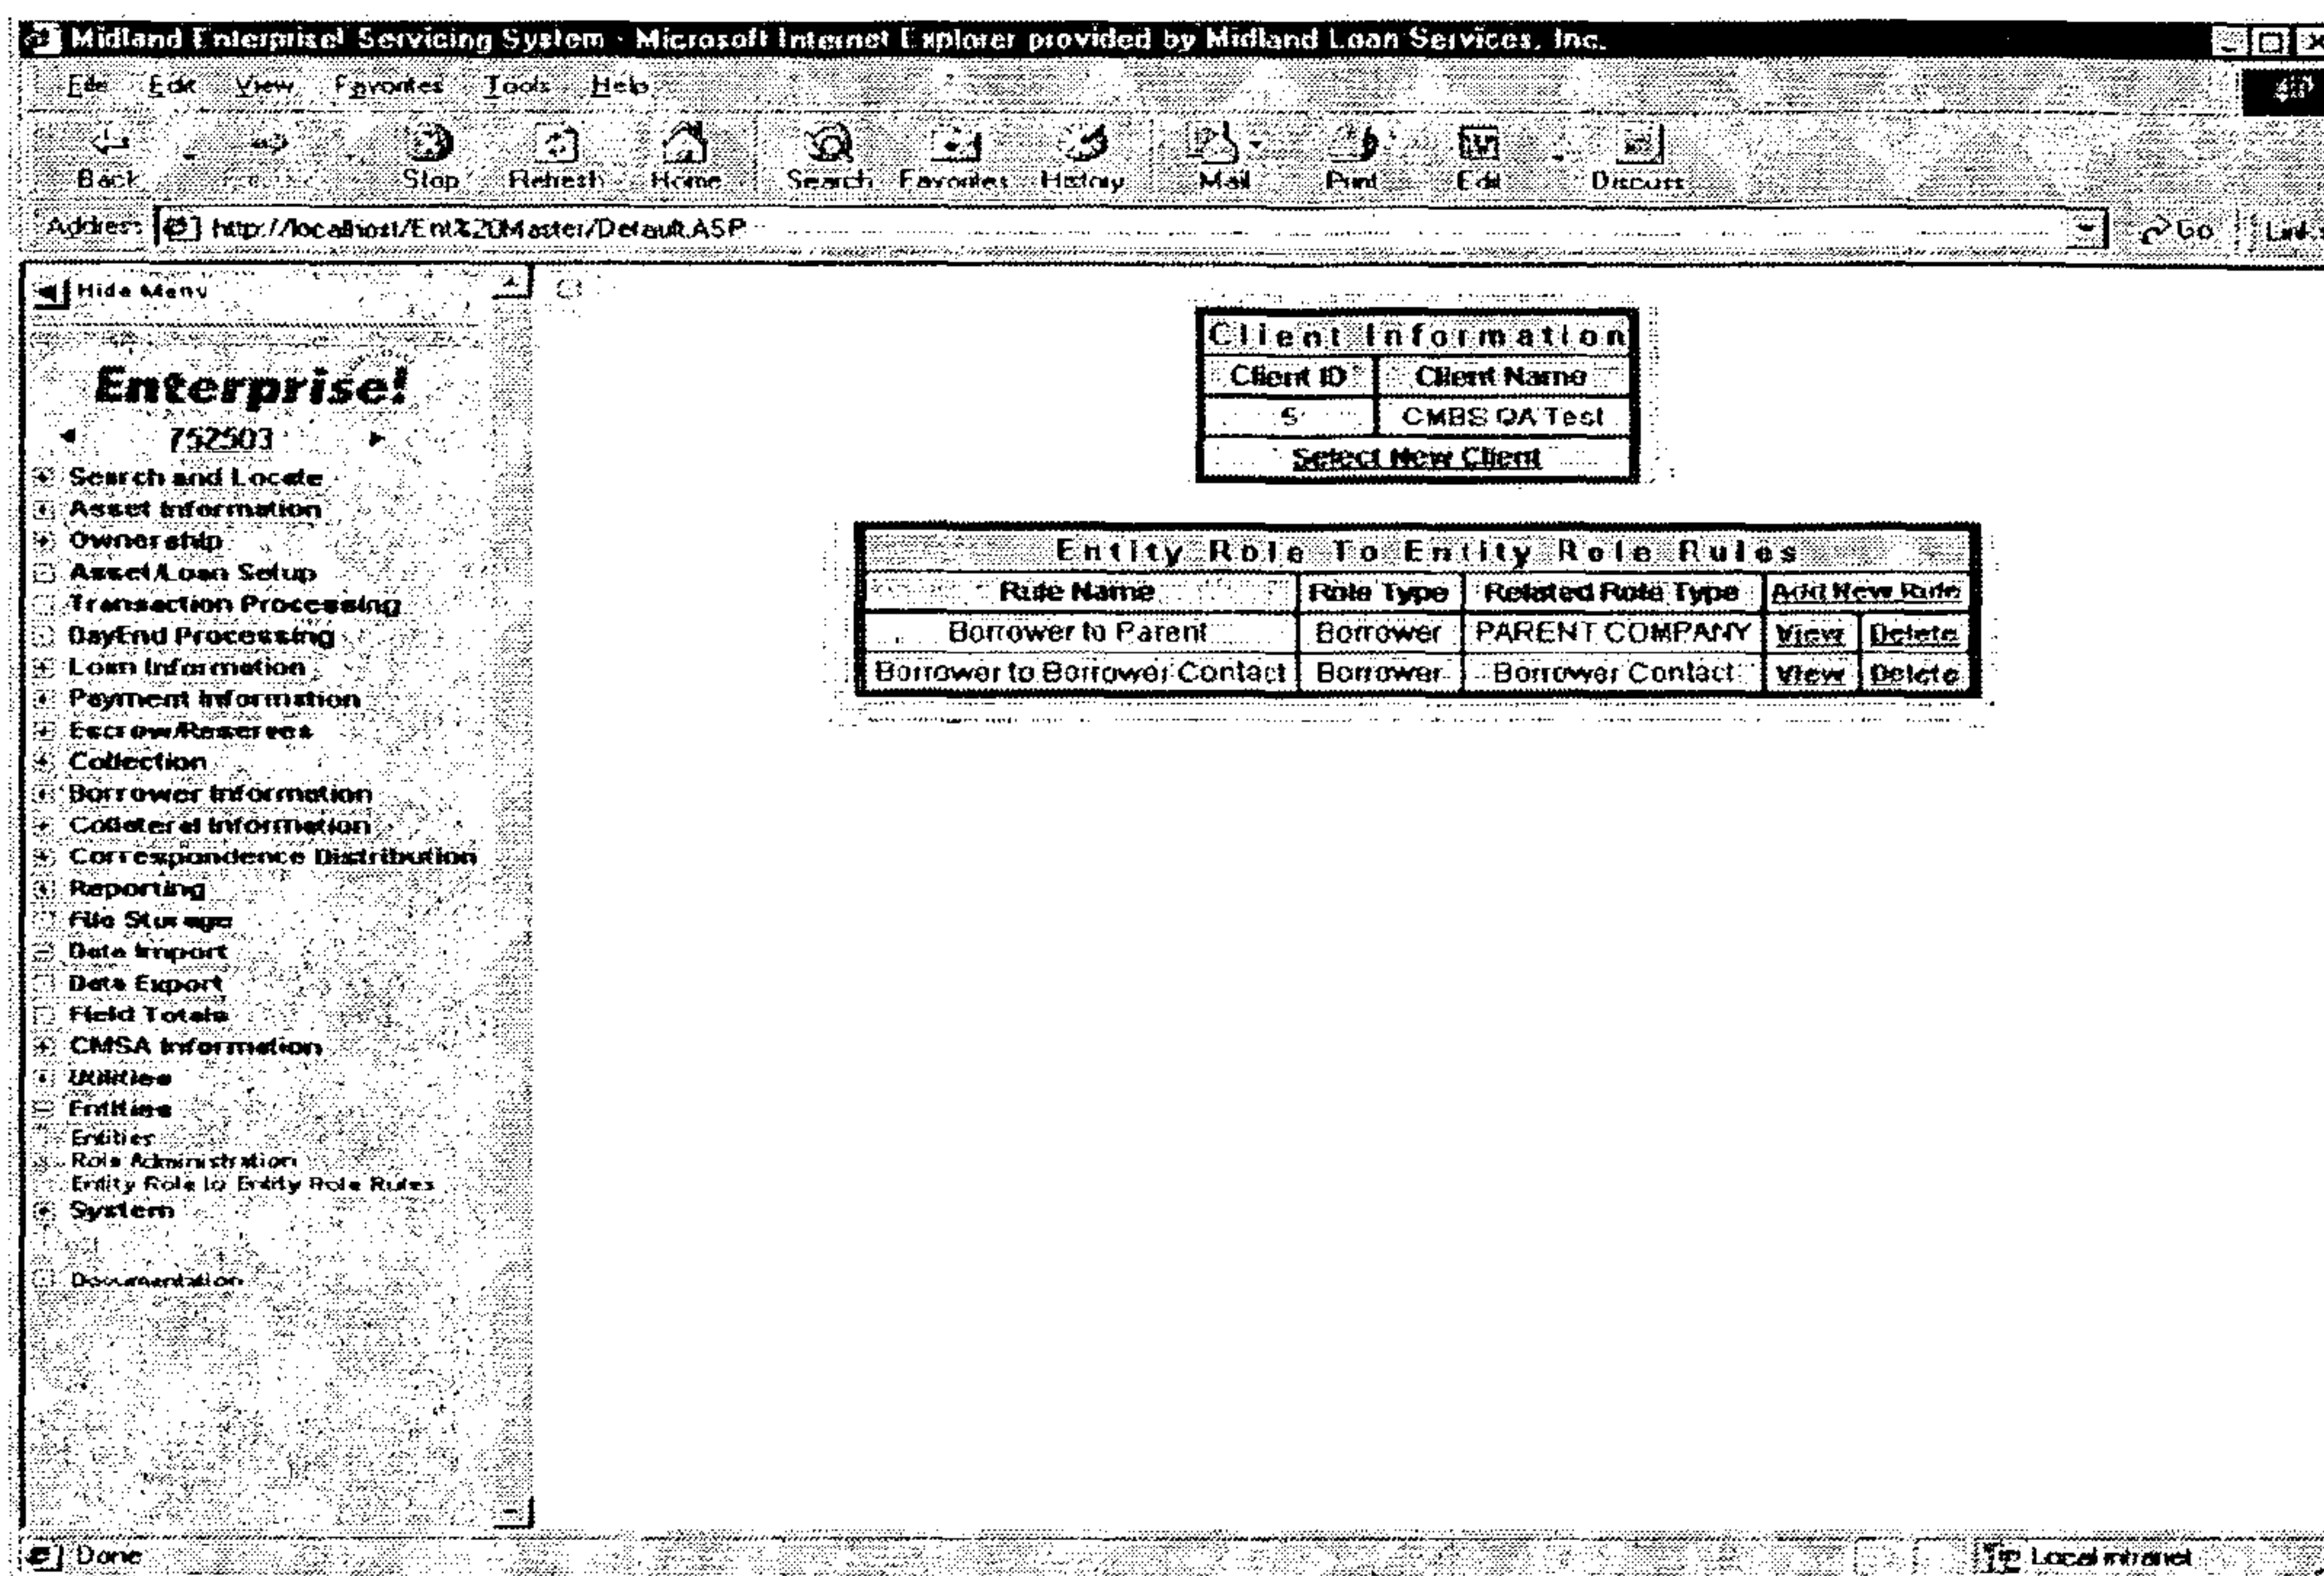 Midland Enterprise! Servicing System - Microsoft Internet Explorer provided by Midland Loan Services, Inc.
File Edit View Favorites Tools Help
Back Stop Refresh Home Search Favorites History Mail Print Edit Discuss
Address http://localhost/Ent%20Master/Default.ASP Go Links
Hide Menu
Enterprise!
752503
Search and Locate
Asset Information
Ownership
Asset/Loan Setup
Transaction Processing
DayEnd Processing
Loan Information
Payment Information
Escrow/Reserves
Collection
Borrower Information
Collateral Information
Correspondence Distribution
Reporting
File Storage
Data Import
Data Export
Field Totals
CMSA Information
Utilities
Entities
Entities
Role Administration
Entity Role to Entity Role Rules
System
Documentation
Client Information
Client ID Client Name
5 CMBS QA Test
Select New Client
Entity Role To Entity Role Rules
Rule Name Role Type Related Role Type Add New Rule
Borrower to Parent Borrower PARENT COMPANY View Delete
Borrower to Borrower Contact Borrower Borrower Contact View Delete
Done Local intranet